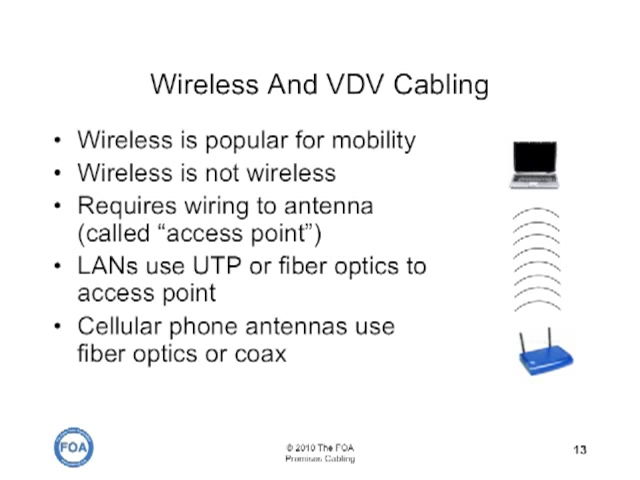 Wireless And VDV Cabling
• Wireless is popular for mobility
• Wireless is not wireless
• Requires wiring to antenna
(called “access point”)
• LANs use UTP or fiber optics to
access point
• Cellular phone antennas use
fiber optics or coax
FOA
© 2010 The FOA
Premises Cabling
13